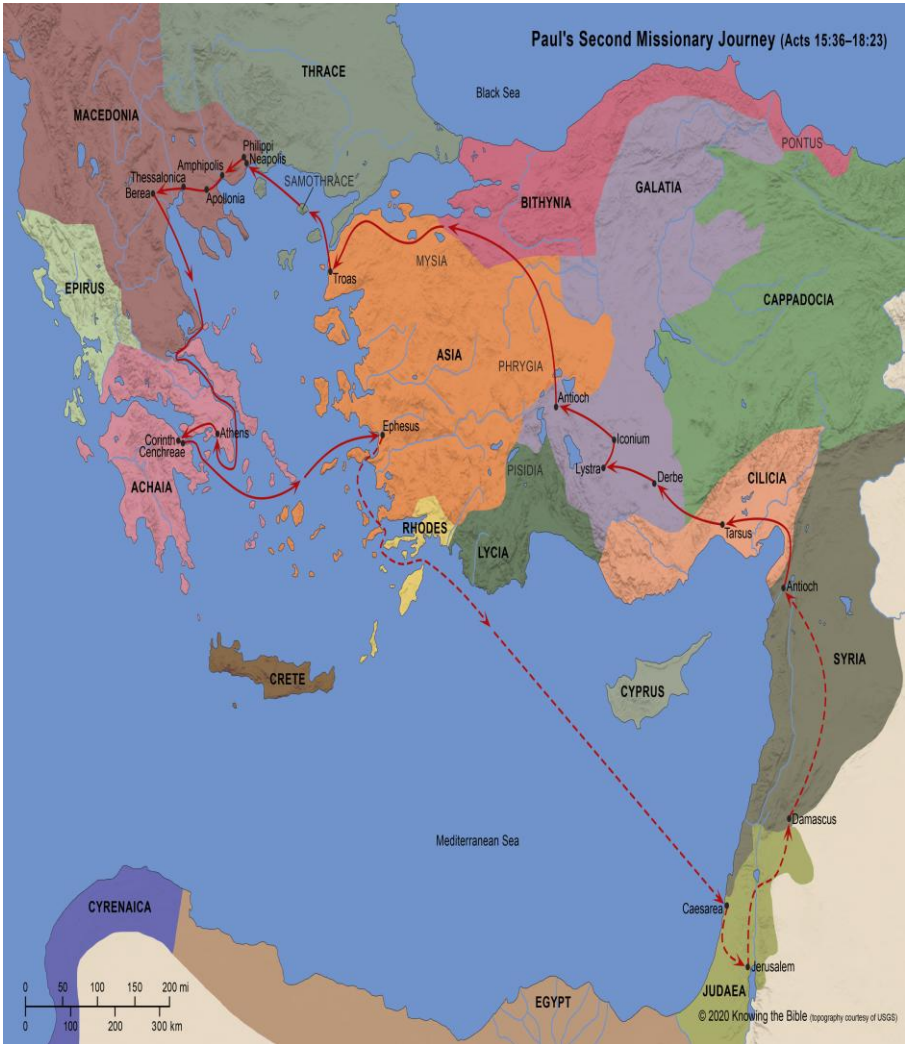 Paul's Second Missionary Journey (Acts 15:36–18:23)
THRACE
Black Sea
MACEDONIA
Philippi
Neapolis
Amphipolis
Thessalonica
Berea
Apollonia
SAMOTHRACE
PONTUS
BITHYNIA
GALATIA
MYSIA
Troas
EPIRUS
CAPPADOCIA
ASIA
PHRYGIA
Antioch
Ephesus
Iconium
Athens
Corinth
Cenchreae
Lystra
PISIDIA
Derbe
CILICIA
ACHAIA
RHODES
Tarsus
LYCIA
Antioch
SYRIA
CRETE
CYPRUS
Damascus
Mediterranean Sea
CYRENAICA
Caesarea
Jerusalem
0 50 100 150 200 mi
0 100 200 300 km
JUDAEA
EGYPT
© 2020 Knowing the Bible (topography courtesy of USGS)